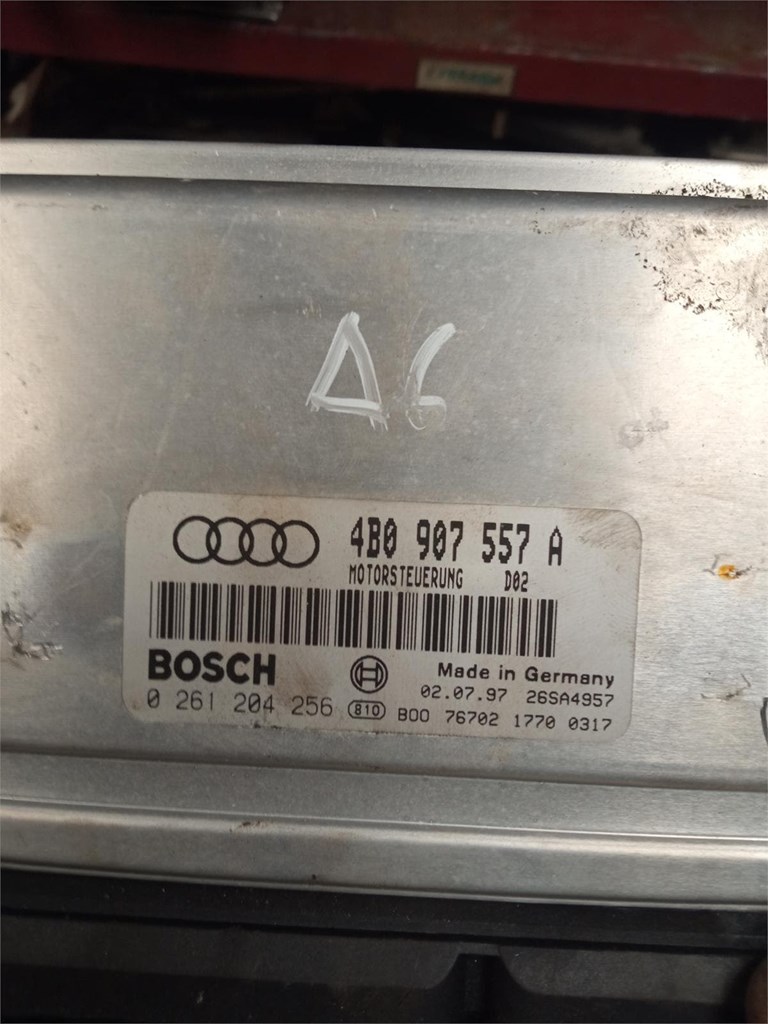 A6
4B0 907 557 A
MOTORSTEUERUNG D02
BOSCH
Made in Germany
02.07.97 26SA4957
0 261 204 256 810 B00 76702 1770 0317